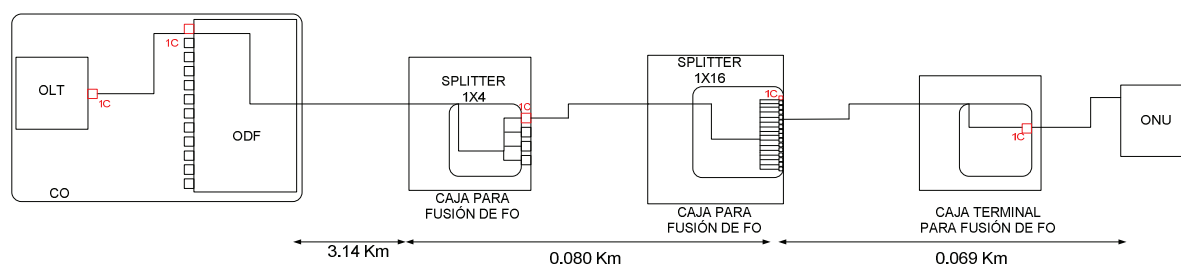 OLT
1C
1C
ODF
CO
SPLITTER
1X4
1C
CAJA PARA
FUSIÓN DE FO
SPLITTER
1X16
1C
CAJA PARA
FUSIÓN DE FO
1C
CAJA TERMINAL
PARA FUSIÓN DE FO
ONU
3.14 Km
0.080 Km
0.069 Km